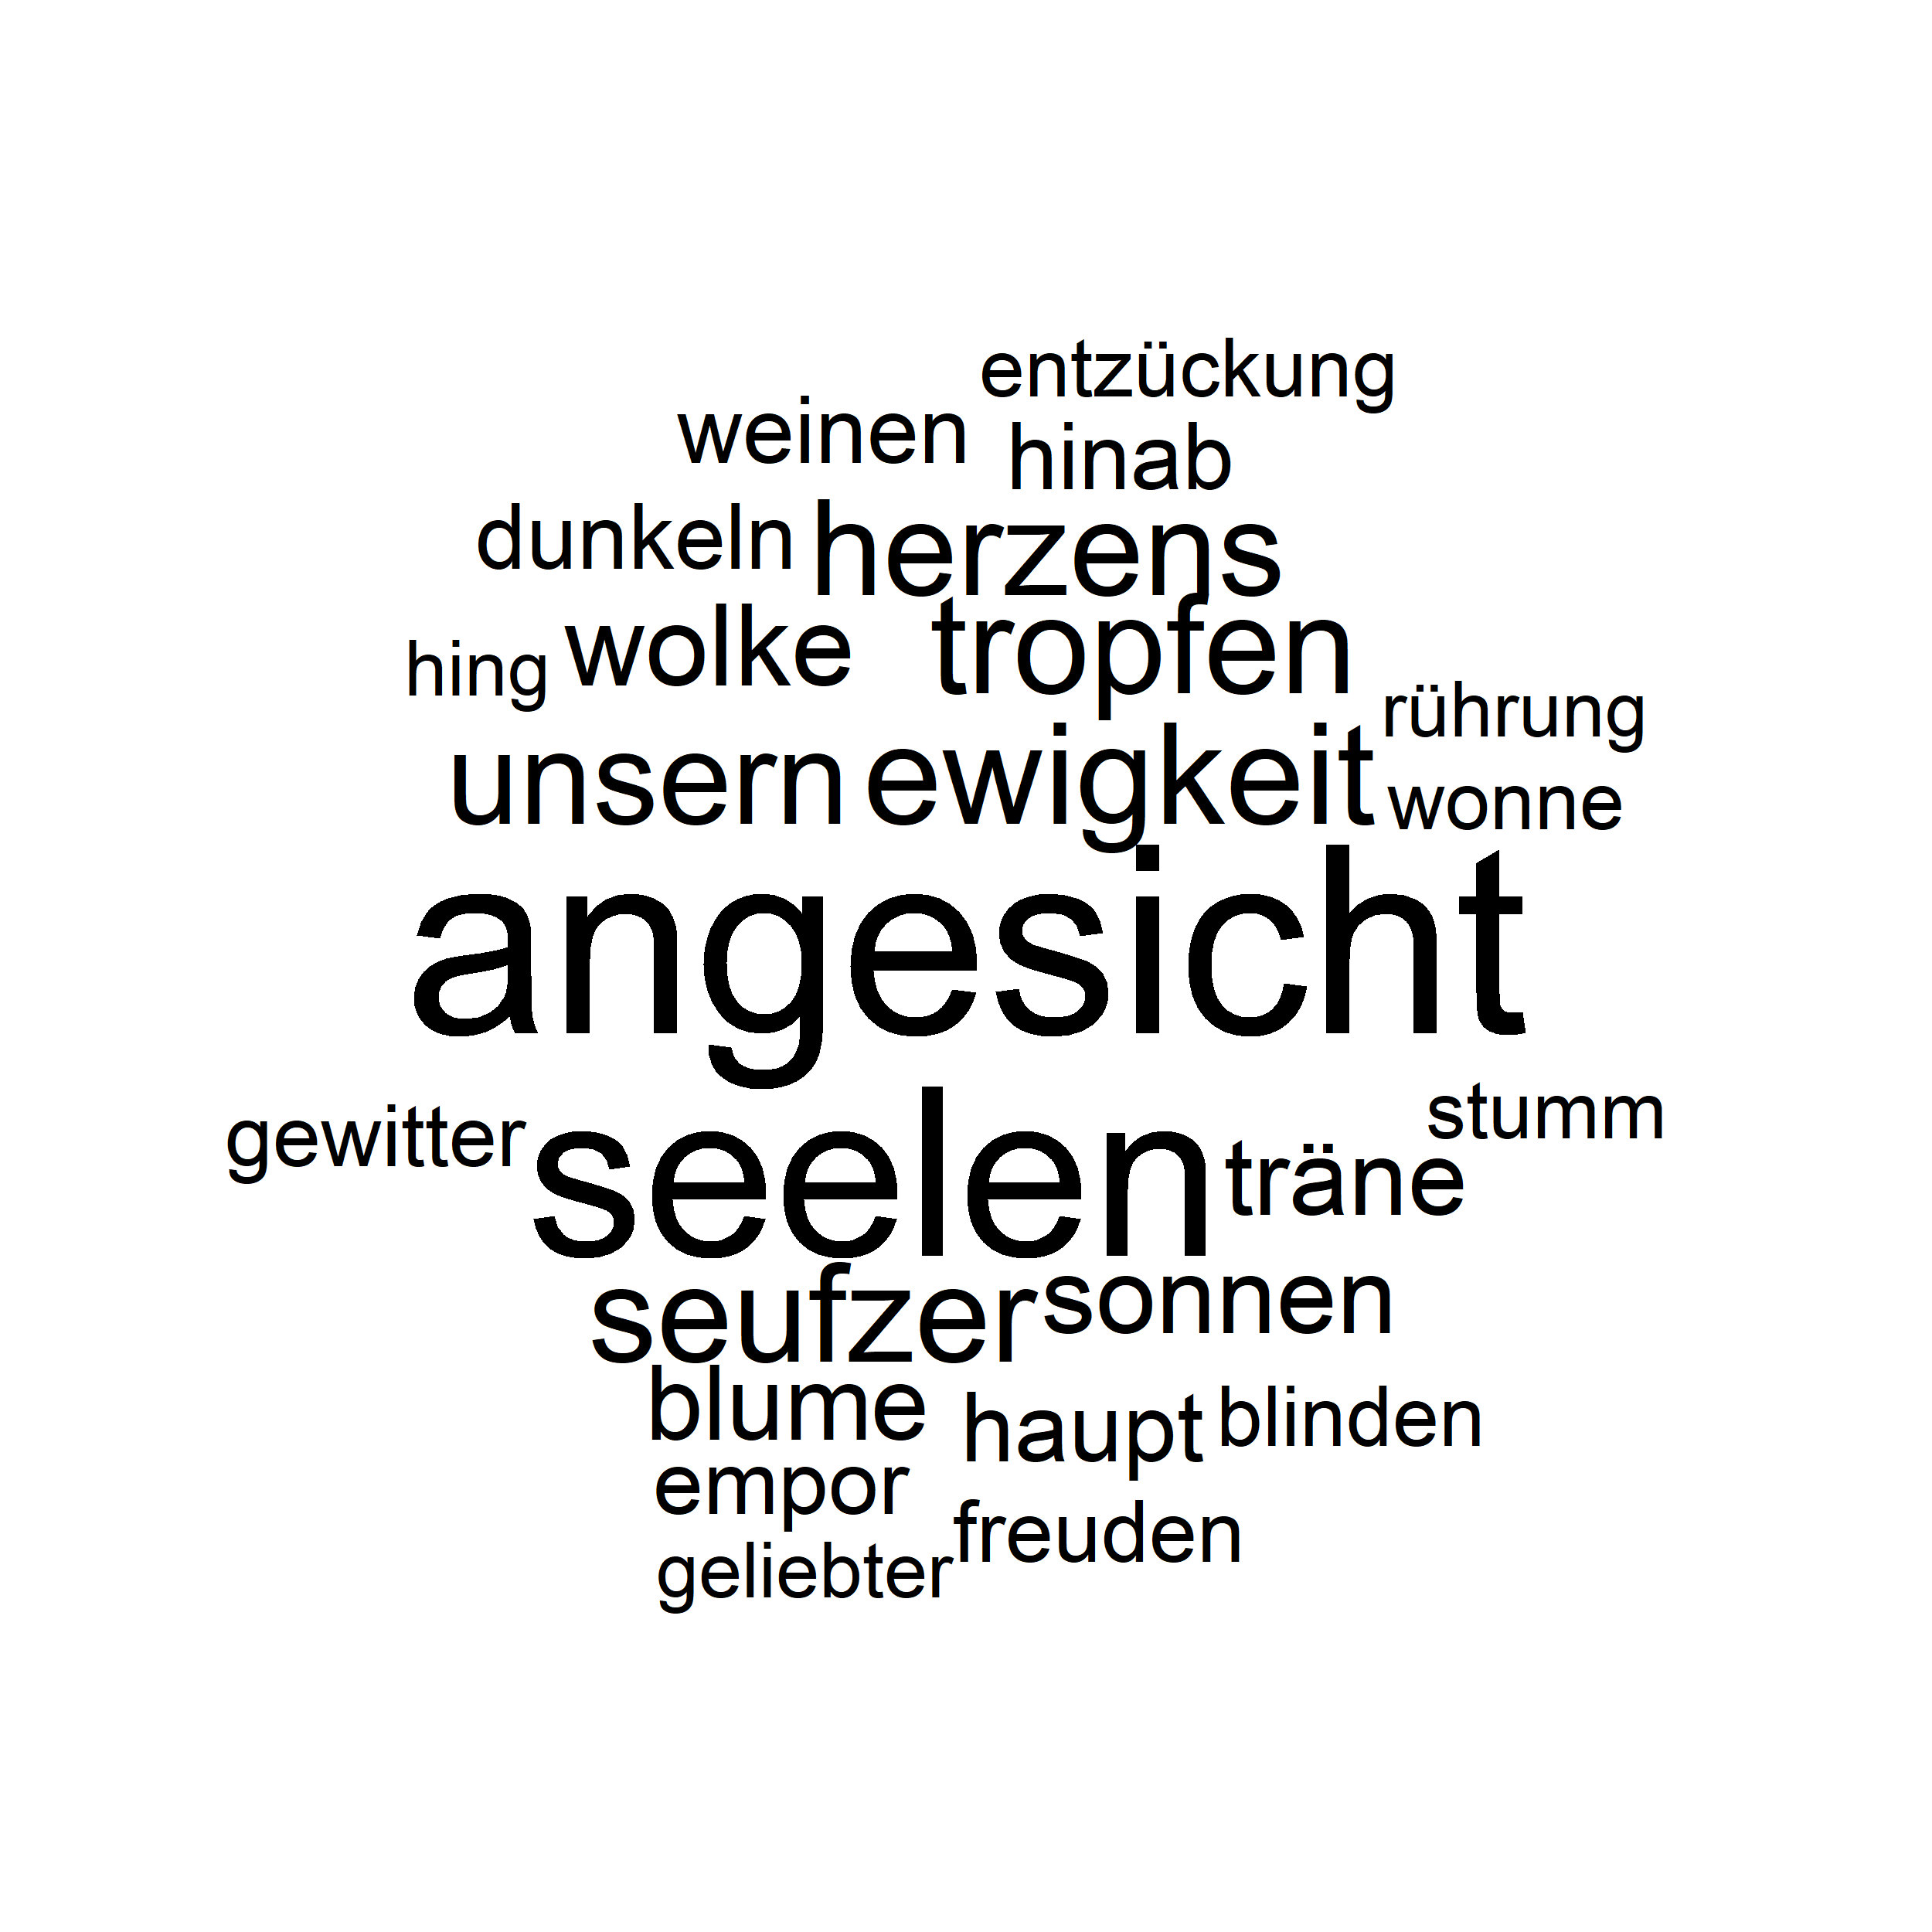 entzückung
weinen hinab
dunkeln herzens
hing wolke tropfen
rührung
unsern ewigkeit wonne
angesicht
gewitter seelen träne stumm
seufzer sonnen
blume haupt blinden
empor freuden
geliebter